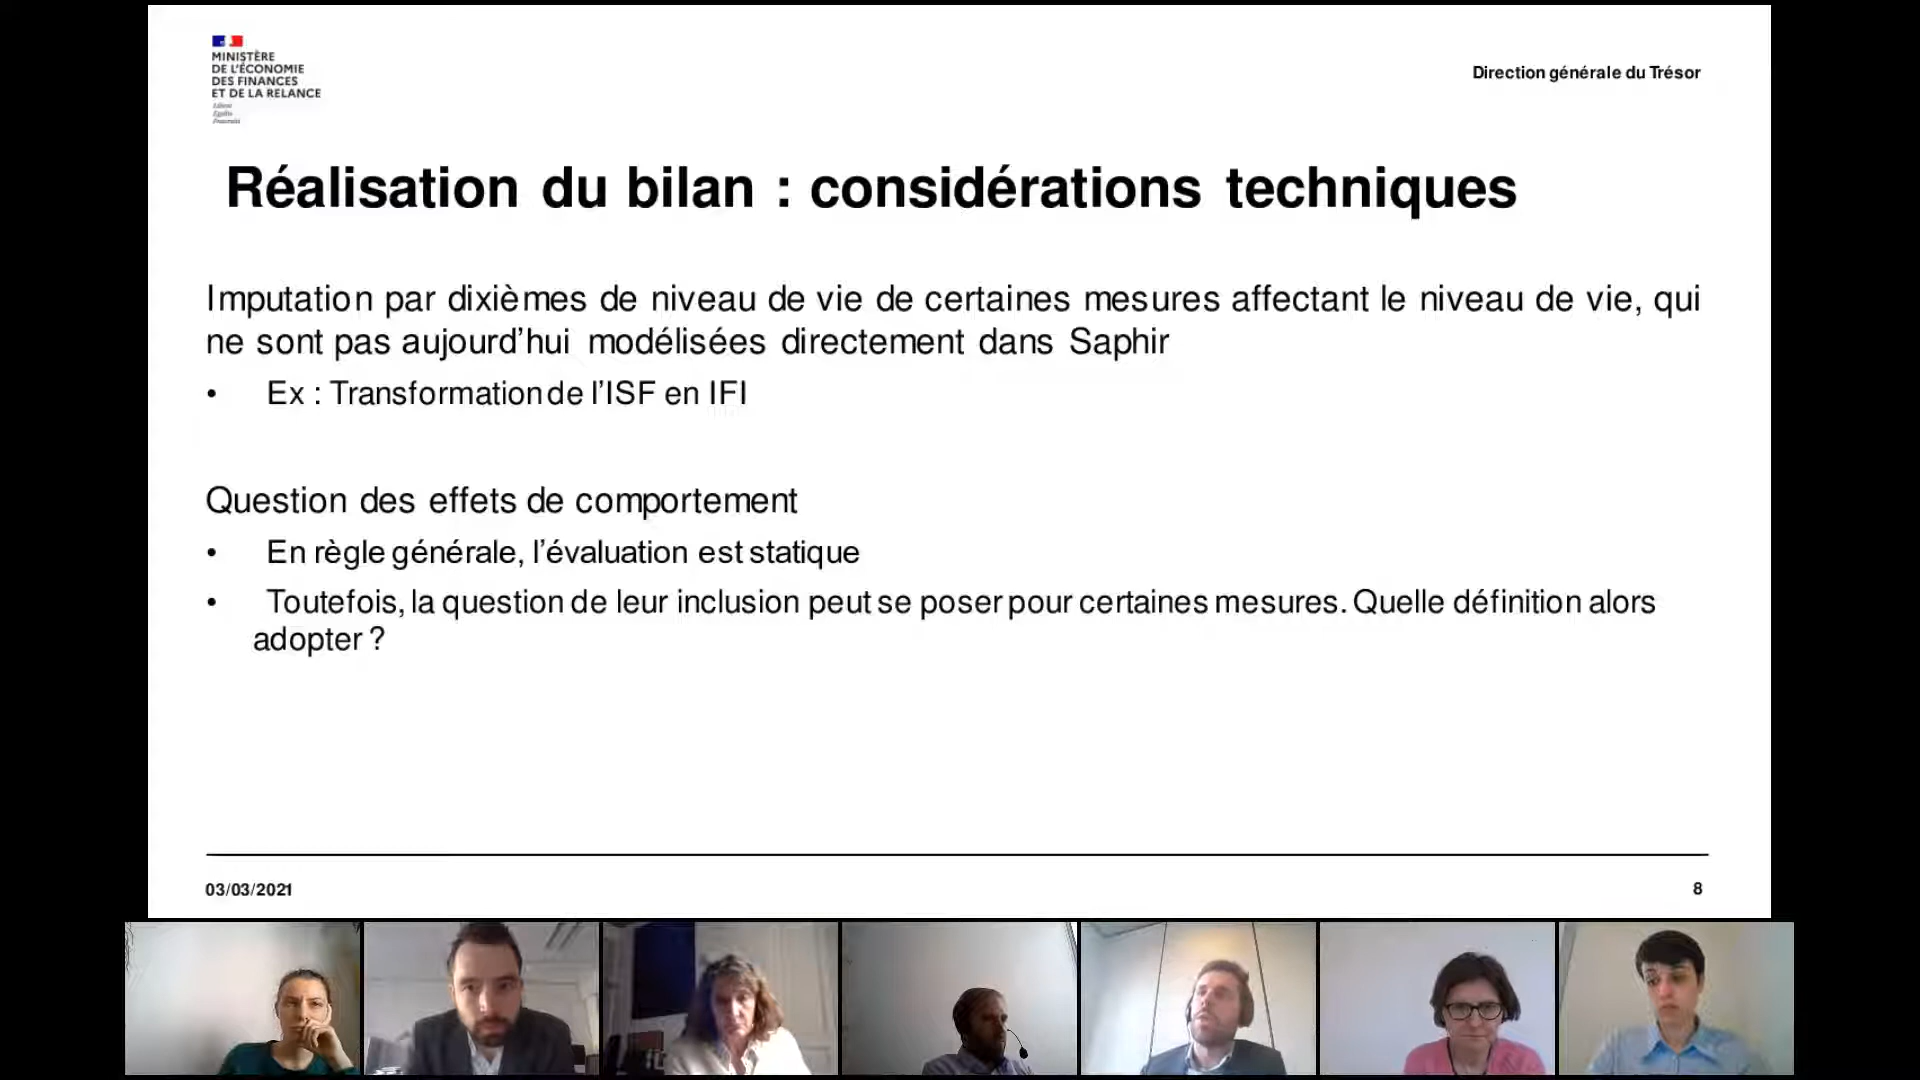 MINISTÈRE
DE L'ÉCONOMIE
DES FINANCES
ET DE LA RELANCE
Liberté
Égalité
Fraternité
Direction générale du Trésor
Réalisation du bilan : considérations techniques
Imputation par dixièmes de niveau de vie de certaines mesures affectant le niveau de vie, qui
ne sont pas aujourd’hui modélisées directement dans Saphir
• Ex : Transformation de l’ISF en IFI
Question des effets de comportement
• En règle générale, l’évaluation est statique
• Toutefois, la question de leur inclusion peut se poser pour certaines mesures. Quelle définition alors
adopter ?
03/03/2021
8